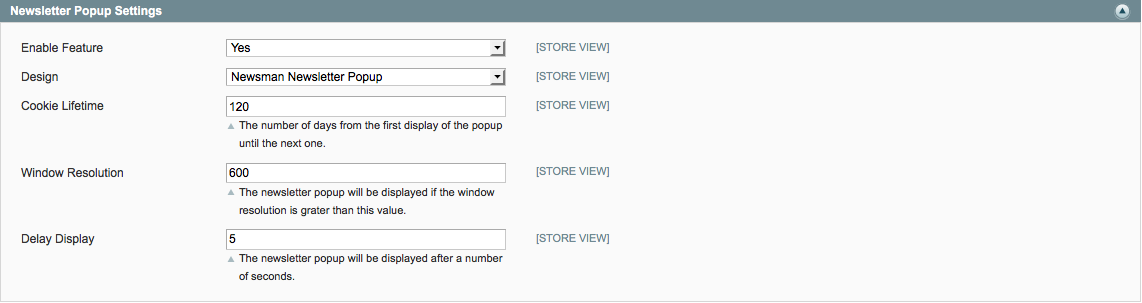 Newsletter Popup Settings
Enable Feature Yes [STORE VIEW]
Design Newsman Newsletter Popup [STORE VIEW]
Cookie Lifetime 120 [STORE VIEW]
The number of days from the first display of the popup
until the next one.
Window Resolution 600 [STORE VIEW]
The newsletter popup will be displayed if the window
resolution is grater than this value.
Delay Display 5 [STORE VIEW]
The newsletter popup will be displayed after a number
of seconds.